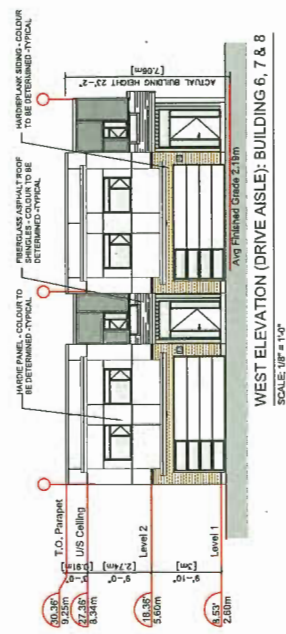 HARDIE PANEL - COLOUR TO
BE DETERMINED -TYPICAL
FIBERGLASS ASPHALT ROOF
SHINGLES - COLOUR TO BE
DETERMINED -TYPICAL
HARDIEPLANK SIDING - COLOUR
TO BE DETERMINED -TYPICAL
30.36'
9.25m
T.O. Parapet
27.36'
8.34m
U/S Ceiling
18.36'
5.60m
Level 2
8.53'
2.60m
Level 1
3'-0"
[0.91m]
9'-0"
[2.74m]
9'-10"
[3m]
ACTUAL BUILDING HEIGHT 23'-2"
[7.06m]
Avg Finished Grade 2.19m
WEST ELEVATION (DRIVE AISLE): BUILDING 6, 7 & 8
SCALE: 1/8" = 1'-0"